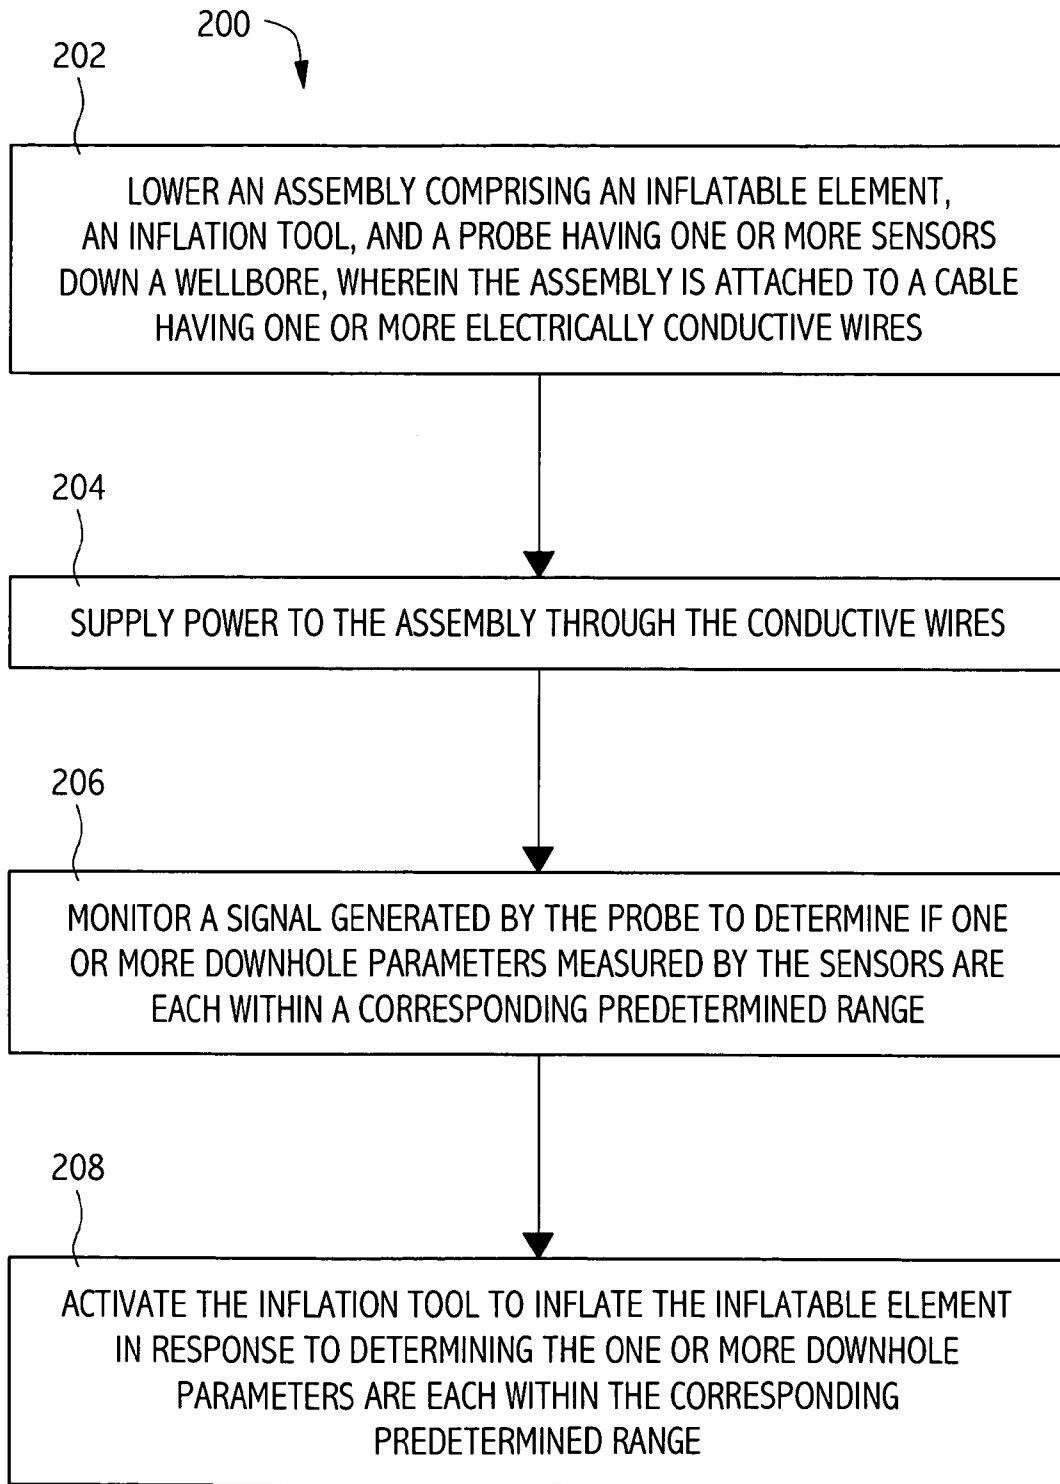 200
202
LOWER AN ASSEMBLY COMPRISING AN INFLATABLE ELEMENT,
AN INFLATION TOOL, AND A PROBE HAVING ONE OR MORE SENSORS
DOWN A WELLBORE, WHEREIN THE ASSEMBLY IS ATTACHED TO A CABLE
HAVING ONE OR MORE ELECTRICALLY CONDUCTIVE WIRES
204
SUPPLY POWER TO THE ASSEMBLY THROUGH THE CONDUCTIVE WIRES
206
MONITOR A SIGNAL GENERATED BY THE PROBE TO DETERMINE IF ONE
OR MORE DOWNHOLE PARAMETERS MEASURED BY THE SENSORS ARE
EACH WITHIN A CORRESPONDING PREDETERMINED RANGE
208
ACTIVATE THE INFLATION TOOL TO INFLATE THE INFLATABLE ELEMENT
IN RESPONSE TO DETERMINING THE ONE OR MORE DOWNHOLE
PARAMETERS ARE EACH WITHIN THE CORRESPONDING
PREDETERMINED RANGE